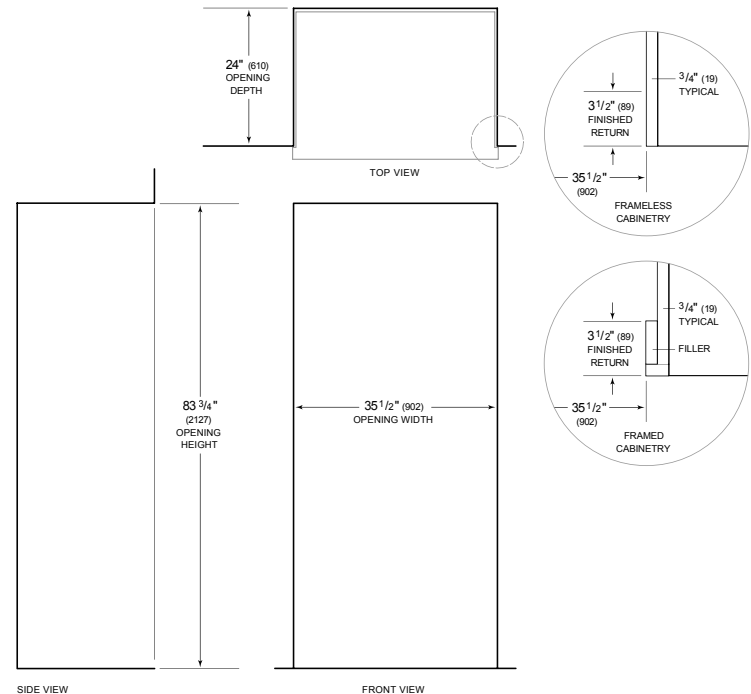 24" (610)
OPENING
DEPTH
TOP VIEW
3/4" (19)
TYPICAL
3 1/2" (89)
FINISHED
RETURN
35 1/2"
(902)
FRAMELESS
CABINETRY
3/4" (19)
TYPICAL
3 1/2" (89)
FINISHED
RETURN
FILLER
35 1/2"
(902)
FRAMED
CABINETRY
83 3/4"
(2127)
OPENING
HEIGHT
35 1/2" (902)
OPENING WIDTH
SIDE VIEW
FRONT VIEW